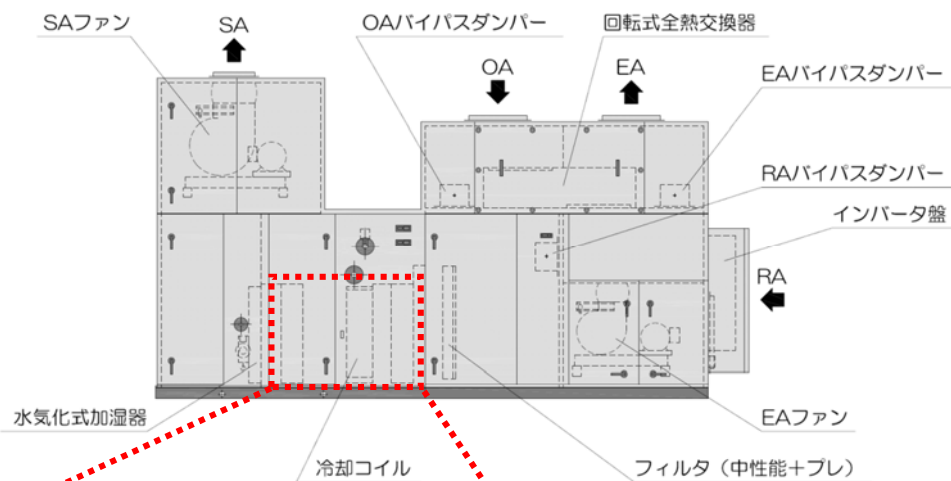 SAファン
SA
OAバイパスダンパー
回転式全熱交換器
OA
EA
EAバイパスダンパー
RAバイパスダンパー
インバータ盤
RA
水気化式加湿器
EAファン
冷却コイル
フィルタ（中性能＋プレ）